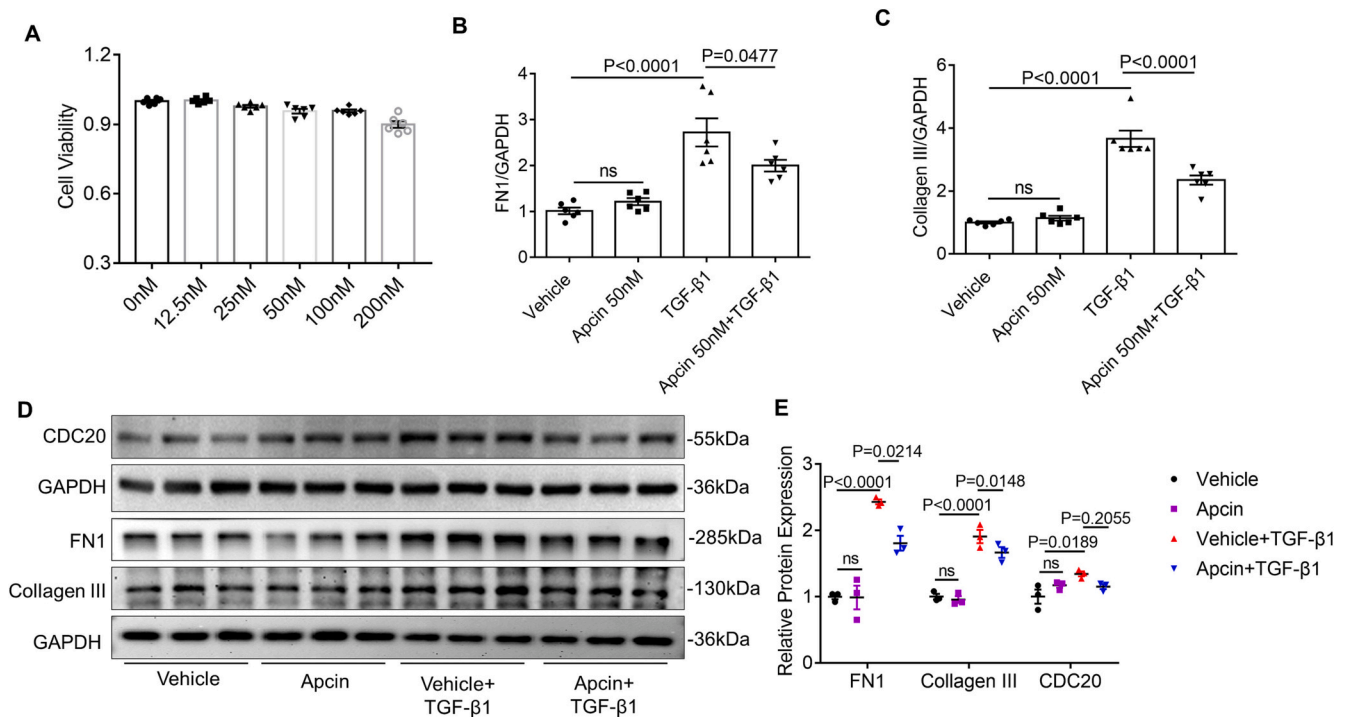 A
Cell Viability
1.2
0.9
0.6
0.3
0nM
12.5nM
25nM
50nM
100nM
200nM
B
FN1/GAPDH
4
3
2
1
0
P<0.0001
P=0.0477
ns
Vehicle
Apcin 50nM
TGF-β1
Apcin 50nM+TGF-β1
C
Collagen III/GAPDH
6
4
2
0
P<0.0001
P<0.0001
ns
Vehicle
Apcin 50nM
TGF-β1
Apcin 50nM+TGF-β1
D
CDC20
-55kDa
GAPDH
-36kDa
FN1
-285kDa
Collagen III
-130kDa
GAPDH
-36kDa
Vehicle
Apcin
Vehicle+
TGF-β1
Apcin+
TGF-β1
E
Relative Protein Expression
3
2
1
0
P=0.0214
P<0.0001
ns
P=0.0148
P<0.0001
ns
P=0.2055
P=0.0189
ns
FN1
Collagen III
CDC20
Vehicle
Apcin
Vehicle+TGF-β1
Apcin+TGF-β1